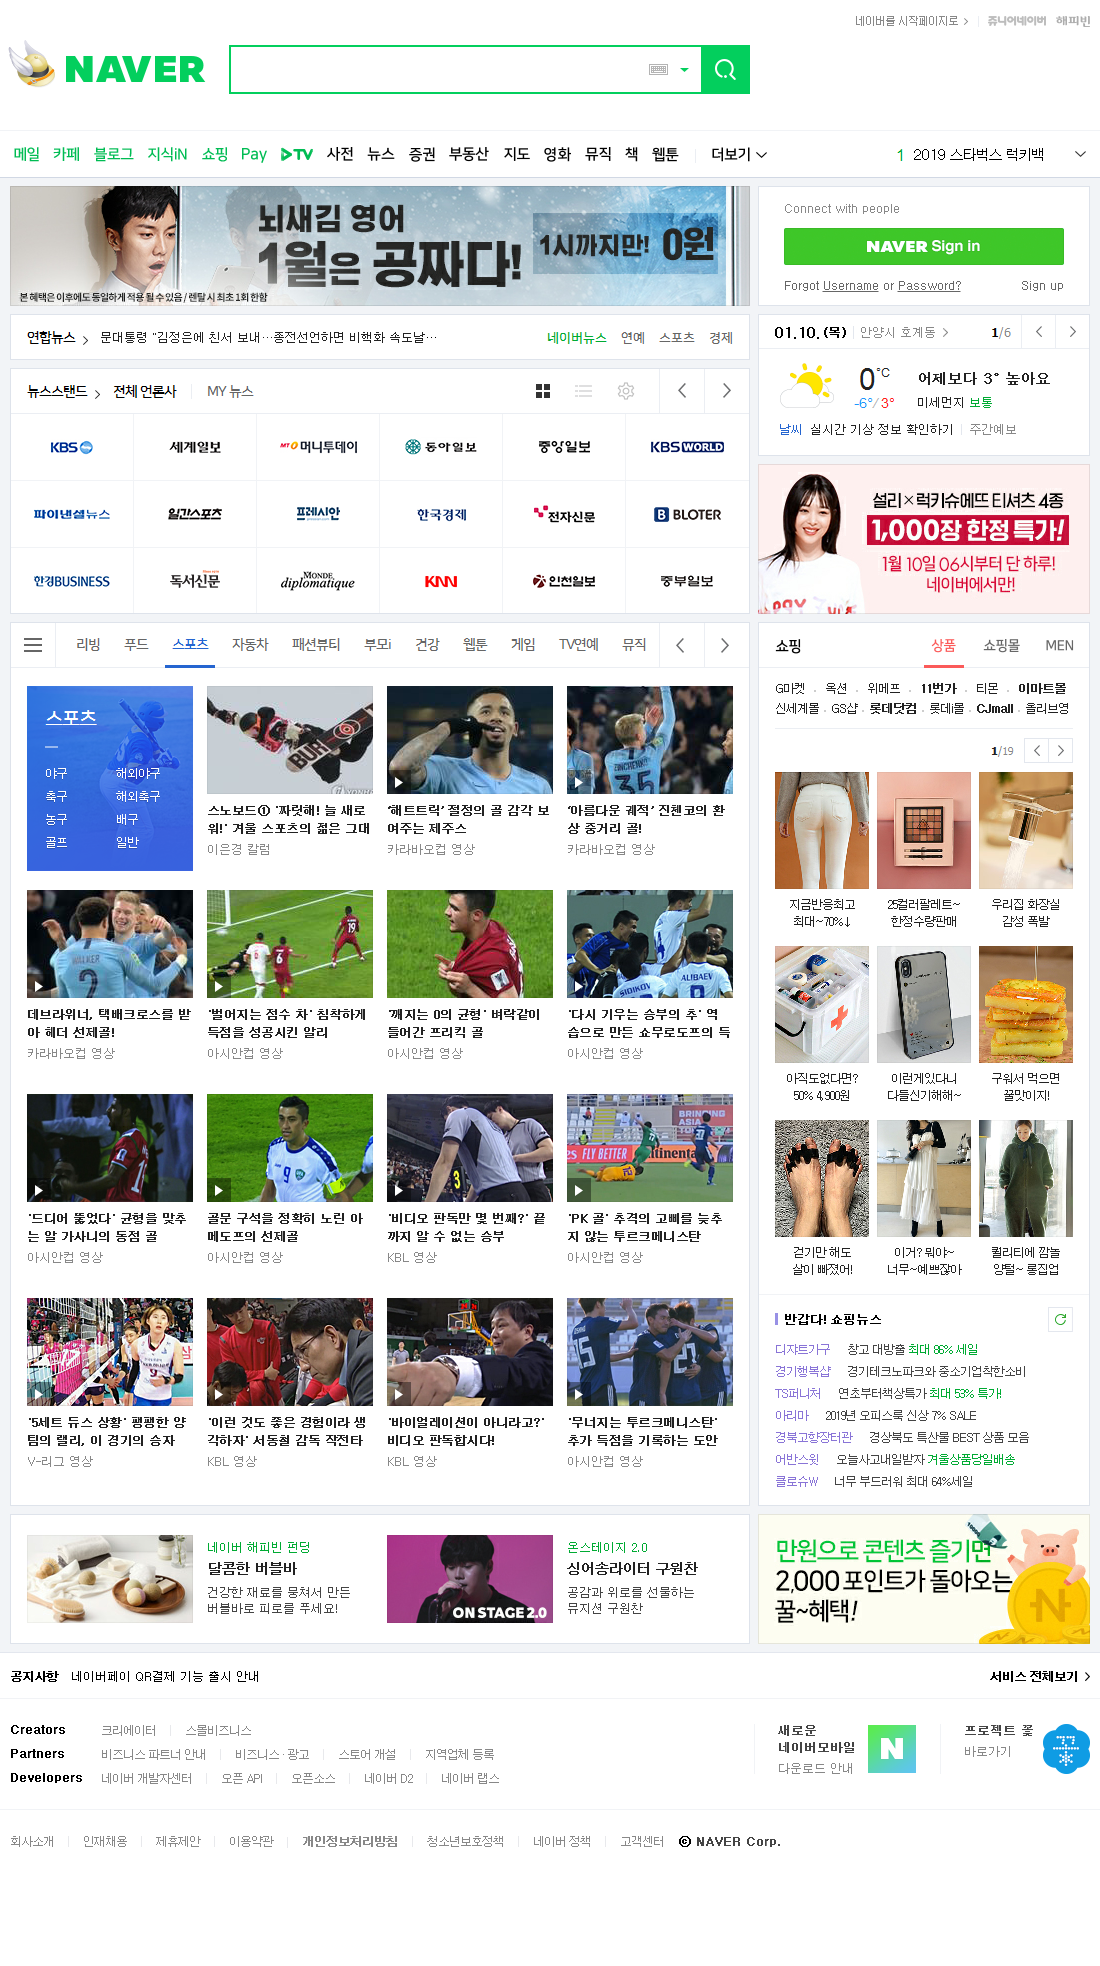 네이버를 시작페이지로
쥬니어네이버 해피빈
NAVER
메일 카페 블로그 지식iN 쇼핑 Pay TV 사전 뉴스 증권 부동산 지도 영화 뮤직 책 웹툰 더보기
1 2019 스타벅스 럭키백
뇌새김 영어
1월은 공짜다!
1시까지만! 0원
본 혜택은 이후에도 동일하게 적용 될 수 있음 / 렌탈 시 최초 1회 한함
Connect with people
NAVER Sign in
Forgot Username or Password? Sign up
연합뉴스 문대통령 "김정은에 친서 보내…종전선언하면 비핵화 속도날…
네이버뉴스 연예 스포츠 경제
01.10.(목) 안양시 호계동 1/6
0°C
-6°/3°
어제보다 3° 높아요
미세먼지 보통
날씨 실시간 기상 정보 확인하기 주간예보
뉴스스탠드 전체 언론사 MY 뉴스
KBS 세계일보 머니투데이 동아일보 중앙일보 KBS WORLD
파이낸셜뉴스 일간스포츠 프레시안 한국경제 전자신문 BLOTER
한경BUSINESS 독서신문 MONDE diplomatique KNN 인천일보 중부일보
설리×럭키슈에뜨 티셔츠 4종
1,000장 한정 특가!
1월 10일 06시부터 단 하루!
네이버에서만!
리빙 푸드 스포츠 자동차 패션뷰티 부모i 건강 웹툰 게임 TV연예 뮤직
스포츠
야구 해외야구
축구 해외축구
농구 배구
골프 일반
스노보드① '짜릿해! 늘 새로
워!' 겨울 스포츠의 젊은 그대
이은경 칼럼
'해트트릭' 절정의 골 감각 보
여주는 제주스
카라바오컵 영상
'아름다운 궤적' 진첸코의 환
상 중거리 골!
카라바오컵 영상
데브라위너, 택배크로스를 받
아 헤더 선제골!
카라바오컵 영상
'벌어지는 점수 차' 침착하게
득점을 성공시킨 알리
아시안컵 영상
'깨지는 0의 균형' 벼락같이
들어간 프리킥 골
아시안컵 영상
'다시 기우는 승부의 추' 역
습으로 만든 쇼무로도프의 득
아시안컵 영상
'드디어 뚫었다' 균형을 맞추
는 알 가사니의 동점 골
아시안컵 영상
골문 구석을 정확히 노린 아
메도프의 선제골
아시안컵 영상
'비디오 판독만 몇 번째?' 끝
까지 알 수 없는 승부
KBL 영상
'PK 골' 추격의 고삐를 늦추
지 않는 투르크메니스탄
아시안컵 영상
'5세트 듀스 상황' 팽팽한 양
팀의 랠리, 이 경기의 승자
V-리그 영상
'이런 것도 좋은 경험이라 생
각하자' 서동철 감독 작전타
KBL 영상
'바이얼레이션이 아니라고?'
비디오 판독합시다!
KBL 영상
'무너지는 투르크메니스탄'
추가 득점을 기록하는 도안
아시안컵 영상
쇼핑 상품 쇼핑몰 MEN
G마켓 옥션 위메프 11번가 티몬 이마트몰
신세계몰 GS샵 롯데닷컴 롯데i몰 CJmall 올리브영
1/19
지금반응최고
최대~70%↓
25컬러팔레트~
한정수량판매
우리집 화장실
감성 폭발
아직도없다면?
50% 4,900원
이런게있다니
다들신기해해~
구워서 먹으면
꿀맛이지!
걷기만 해도
살이 빠졌어!
이거? 뭐야~
너무~예쁘잖아
퀄리티에 깜놀
양털~ 롱집업
반갑다! 쇼핑뉴스
디쟈트가구 창고 대방출 최대 86% 세일
경기행복샵 경기테크노파크와 중소기업착한소비
TS퍼니처 연초부터책상특가 최대 53% 특가!
아리마 2019년 오피스룩 신상 7% SALE
경북고향장터관 경상북도 특산물 BEST 상품 모음
어반스윗 오늘사고내일받자 겨울상품당일배송
클로슈W 너무 부드러워 최대 64%세일
네이버 해피빈 펀딩
달콤한 버블바
건강한 재료를 뭉쳐서 만든
버블바로 피로를 푸세요!
ON STAGE 2.0
온스테이지 2.0
싱어송라이터 구원찬
공감과 위로를 선물하는
뮤지션 구원찬
만원으로 콘텐츠 즐기면
2,000 포인트가 돌아오는
꿀~혜택!
공지사항 네이버페이 QR결제 기능 출시 안내
서비스 전체보기
Creators 크리에이터 스몰비즈니스
Partners 비즈니스 파트너 안내 비즈니스 · 광고 스토어 개설 지역업체 등록
Developers 네이버 개발자센터 오픈 API 오픈소스 네이버 D2 네이버 랩스
새로운
네이버모바일
다운로드 안내
프로젝트 꽃
바로가기
회사소개 인재채용 제휴제안 이용약관 개인정보처리방침 청소년보호정책 네이버 정책 고객센터 © NAVER Corp.